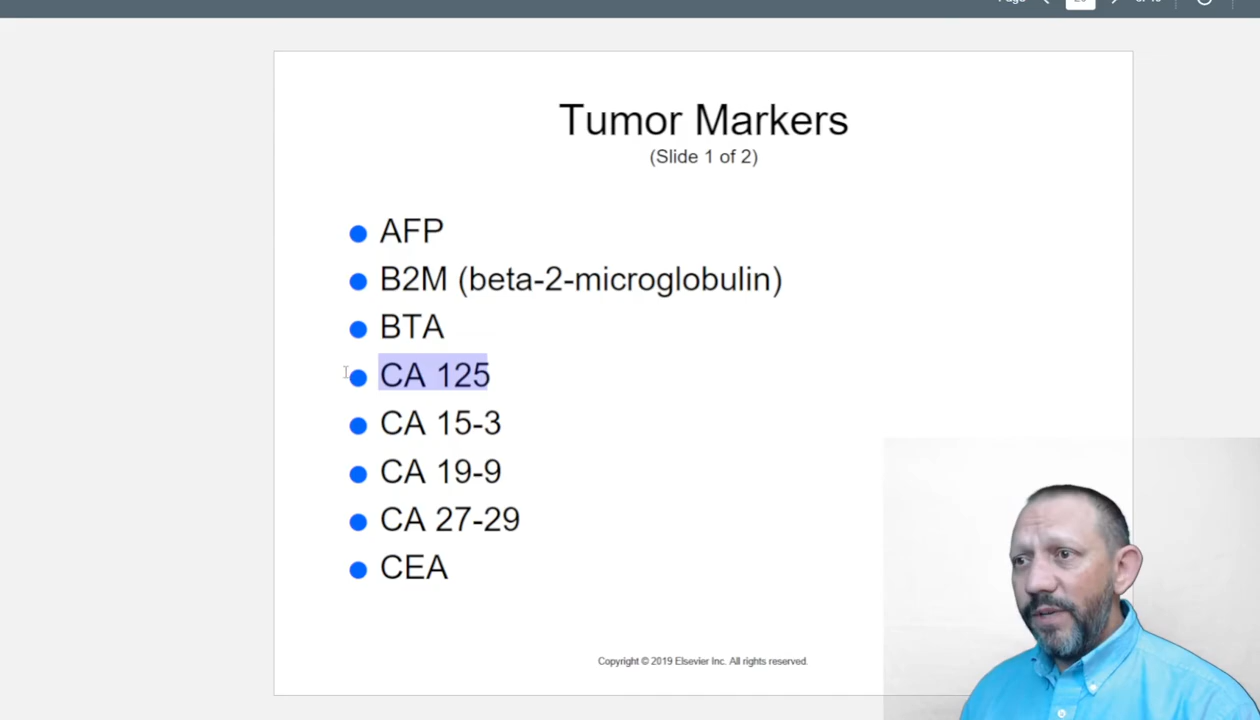 Tumor Markers
(Slide 1 of 2)
AFP
B2M (beta-2-microglobulin)
BTA
CA 125
CA 15-3
CA 19-9
CA 27-29
CEA
Copyright © 2019 Elsevier Inc. All rights reserved.